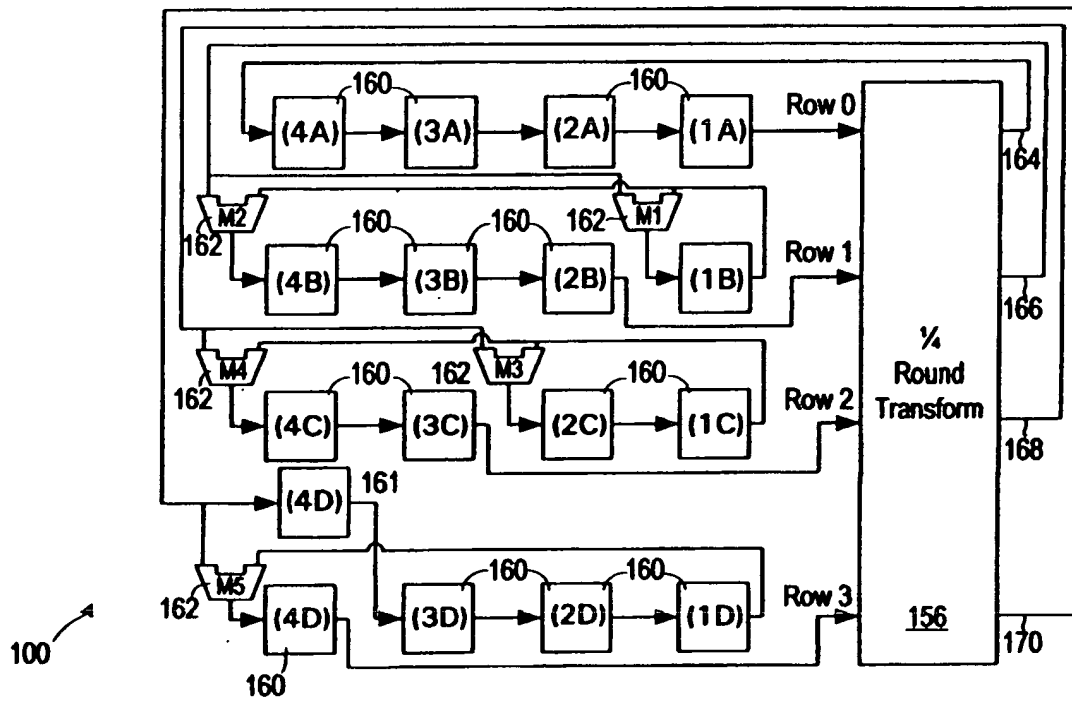 160 160
(4A) (3A) (2A) (1A) Row 0
164
M2 M1
162 162
160 160 160
(4B) (3B) (2B) (1B) Row 1
166
M4 M3
162 160 162 160
(4C) (3C) (2C) (1C) Row 2
168
¼
Round
Transform
(4D) 161
M5
162 160 160
(4D) (3D) (2D) (1D) Row 3
156
170
160
100